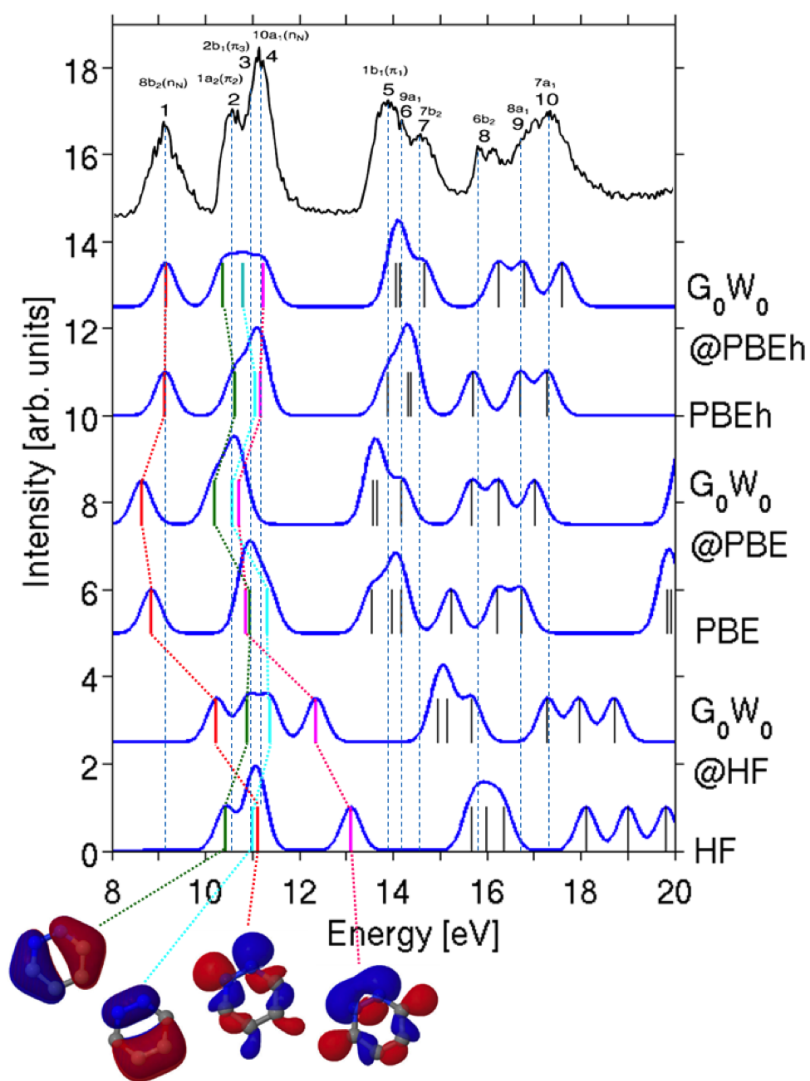 10a₁(n_N)
2b₁(π₃)
3 4
8b₂(n_N)
1a₂(π₂)
1
2
1b₁(π₁)
5
9a₁
6
7b₂
7
6b₂
8
8a₁
9
7a₁
10
18
16
14
12
10
8
6
4
2
0
Intensity [arb. units]
G₀W₀
@PBEh
PBEh
G₀W₀
@PBE
PBE
G₀W₀
@HF
HF
8 10 12 14 16 18 20
Energy [eV]